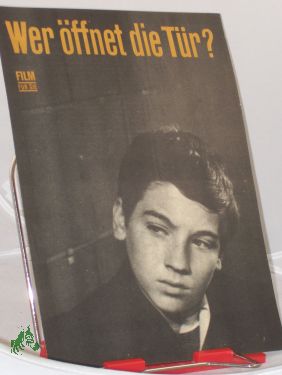 Wer öffnet die Tür?
FILM
FÜR SIE